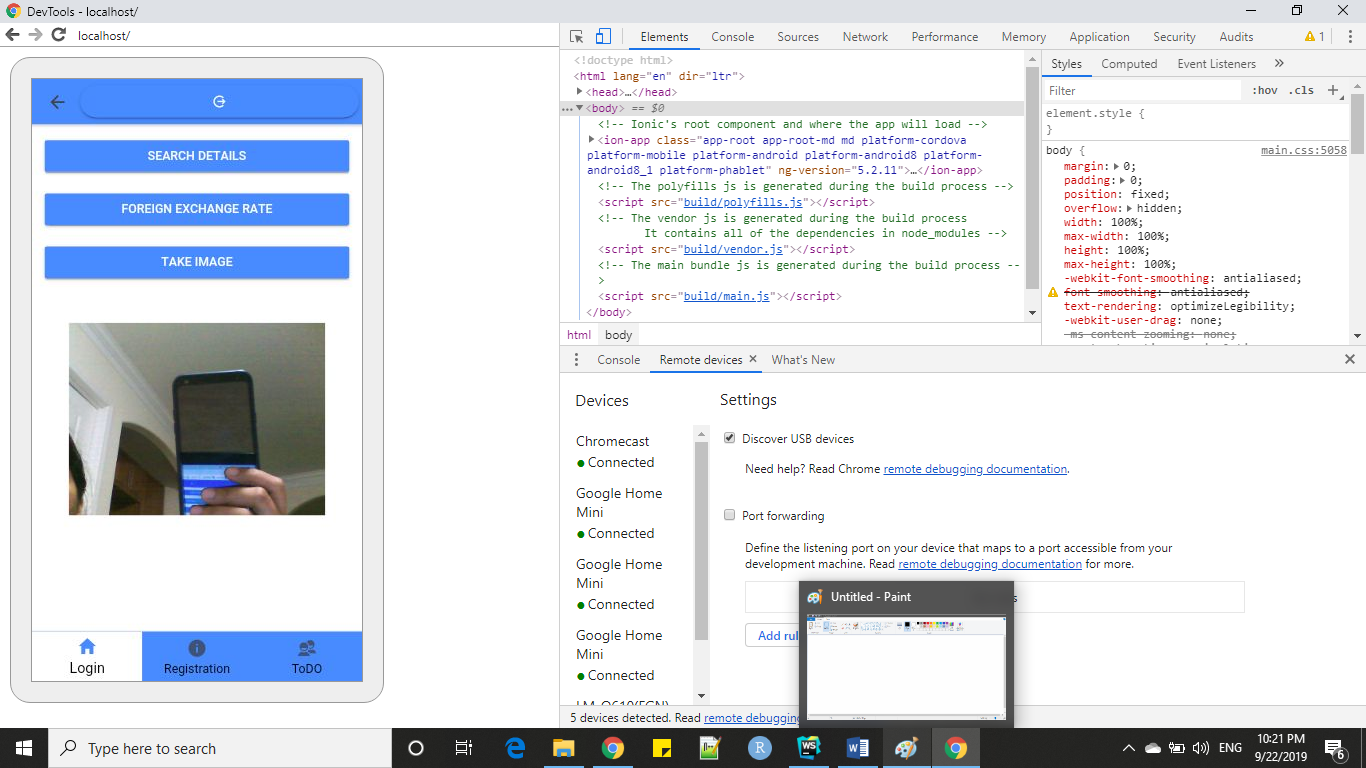 DevTools - localhost/
localhost/
SEARCH DETAILS
FOREIGN EXCHANGE RATE
TAKE IMAGE
Login
Registration
ToDO
Elements
Console
Sources
Network
Performance
Memory
Application
Security
Audits
1
<!doctype html>
<html lang="en" dir="ltr">
<head>…</head>
…<body> == $0
<!-- Ionic's root component and where the app will load -->
<ion-app class="app-root app-root-md md platform-cordova
platform-mobile platform-android platform-android8 platform-
android8_1 platform-phablet" ng-version="5.2.11">…</ion-app>
<!-- The polyfills js is generated during the build process -->
<script src="build/polyfills.js"></script>
<!-- The vendor js is generated during the build process
It contains all of the dependencies in node_modules -->
<script src="build/vendor.js"></script>
<!-- The main bundle js is generated during the build process --
>
<script src="build/main.js"></script>
</body>
html
body
Styles
Computed
Event Listeners
»
Filter
:hov
.cls
+
element.style {
}
body {
main.css:5058
margin: 0;
padding: 0;
position: fixed;
overflow: hidden;
width: 100%;
max-width: 100%;
height: 100%;
max-height: 100%;
-webkit-font-smoothing: antialiased;
font-smoothing: antialiased;
text-rendering: optimizeLegibility;
-webkit-user-drag: none;
-ms-content-zooming: none;
Console
Remote devices
What's New
Devices
Chromecast
Connected
Google Home
Mini
Connected
Google Home
Mini
Connected
Google Home
Mini
Connected
Settings
Discover USB devices
Need help? Read Chrome remote debugging documentation.
Port forwarding
Define the listening port on your device that maps to a port accessible from your
development machine. Read remote debugging documentation for more.
Add rul
5 devices detected. Read remote debugging
Untitled - Paint
Type here to search
ENG
10:21 PM
9/22/2019
6